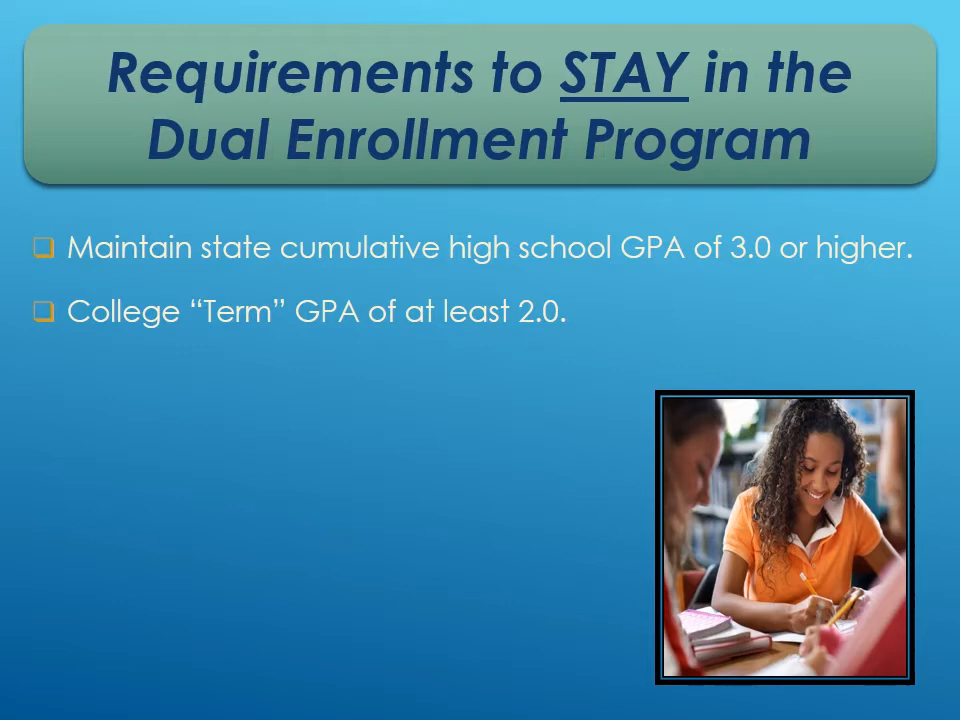 Requirements to STAY in the
Dual Enrollment Program
Maintain state cumulative high school GPA of 3.0 or higher.
College “Term” GPA of at least 2.0.